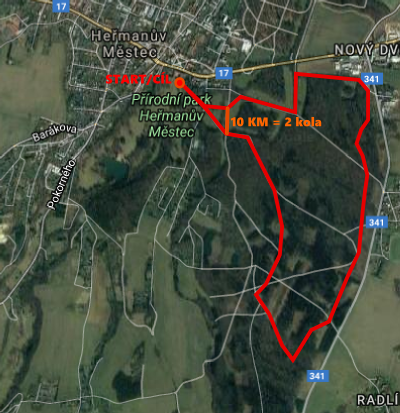 17
Heřmanův
Městec
NOVÝ DV
17
341
START/CÍL
Přírodní park
Heřmanův
Městec
10 KM = 2 kola
Barákova
Pokorného
341
341
RADLÍ